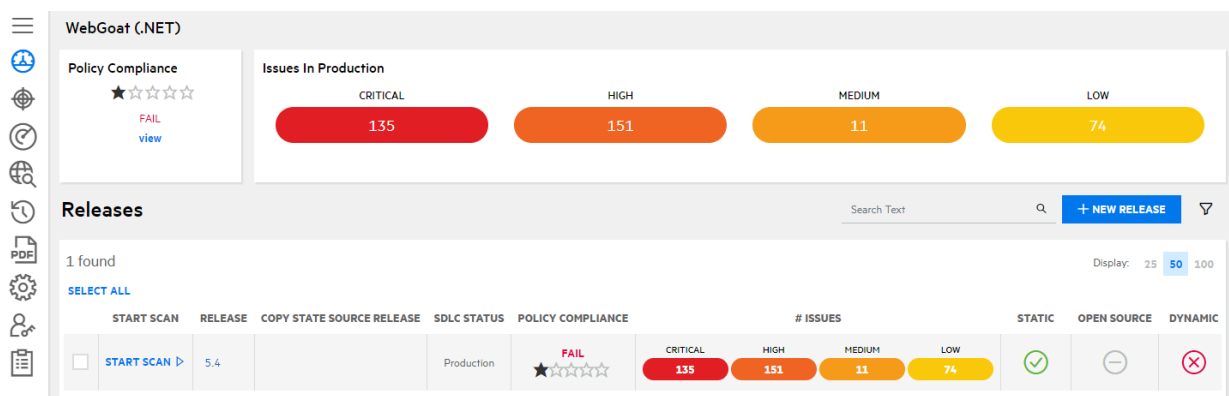 WebGoat (.NET)
Policy Compliance
FAIL
view
Issues In Production
CRITICAL HIGH MEDIUM LOW
135 151 11 74
Releases
Search Text
+ NEW RELEASE
1 found
Display: 25 50 100
SELECT ALL
START SCAN RELEASE COPY STATE SOURCE RELEASE SDLC STATUS POLICY COMPLIANCE # ISSUES STATIC OPEN SOURCE DYNAMIC
START SCAN 5.4 Production FAIL
CRITICAL HIGH MEDIUM LOW
135 151 11 74
PDF